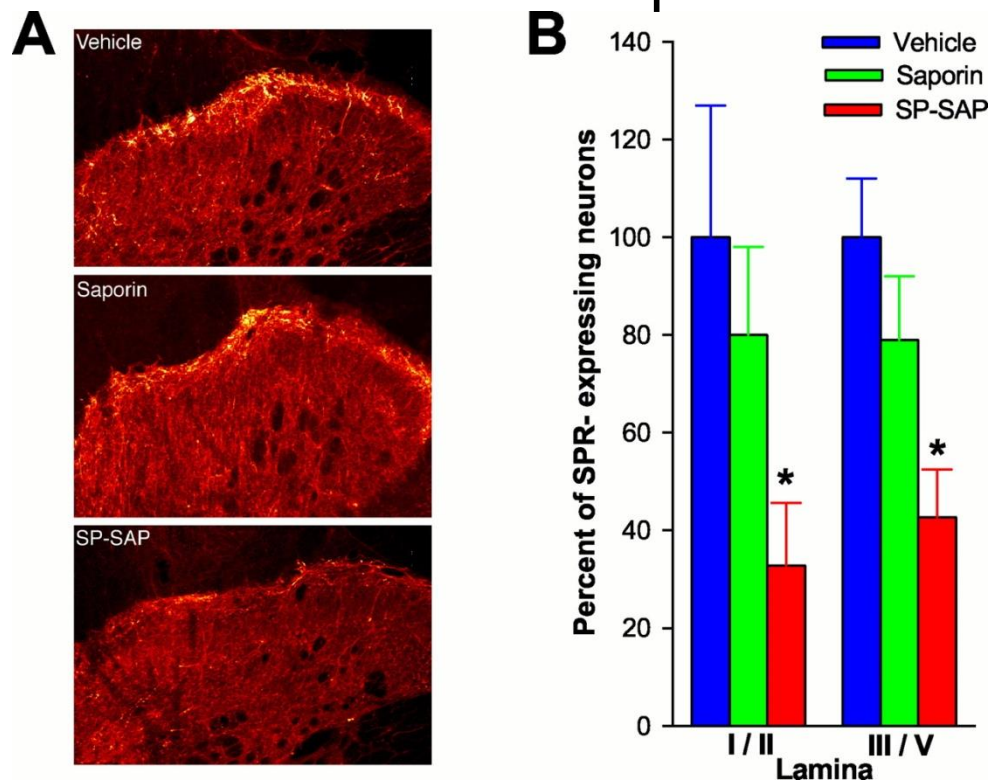 A
Vehicle
Saporin
SP-SAP
B
Percent of SPR- expressing neurons
140
120
100
80
60
40
20
0
Vehicle
Saporin
SP-SAP
*
*
I / II
III / V
Lamina